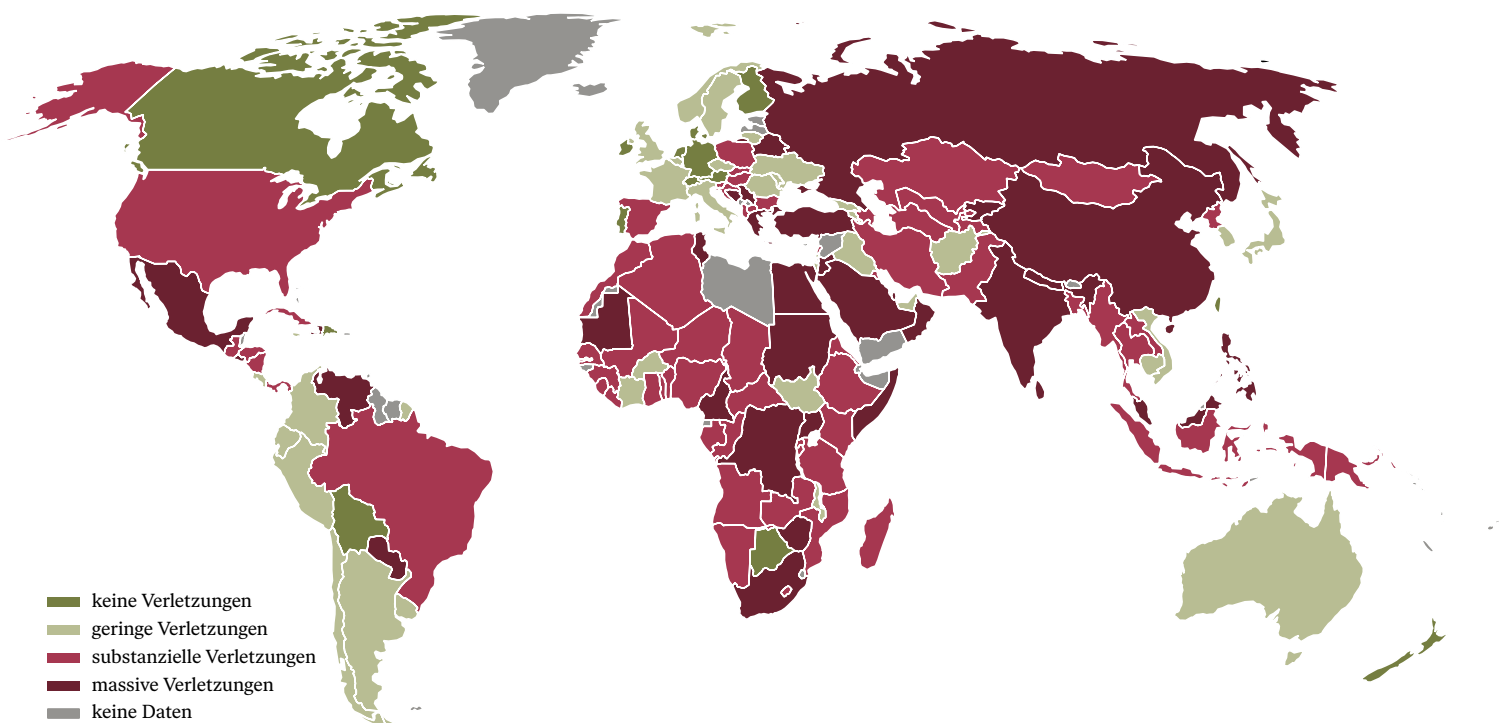 keine Verletzungen
geringe Verletzungen
substanzielle Verletzungen
massive Verletzungen
keine Daten